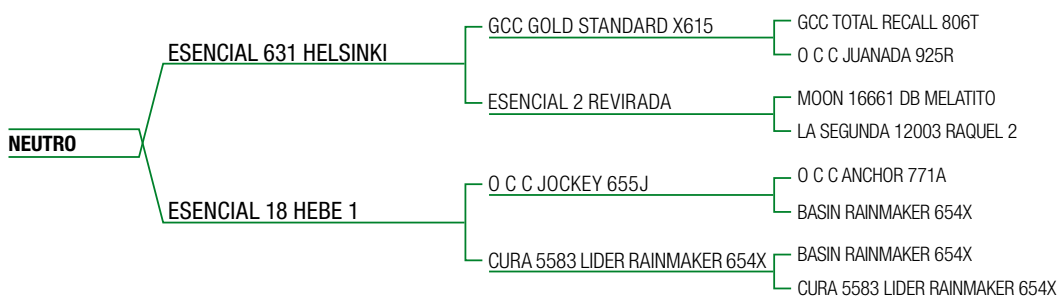 GCC GOLD STANDARD X615
GCC TOTAL RECALL 806T
O C C JUANADA 925R
ESENCIAL 631 HELSINKI
ESENCIAL 2 REVIRADA
MOON 16661 DB MELATITO
LA SEGUNDA 12003 RAQUEL 2
NEUTRO
O C C JOCKEY 655J
O C C ANCHOR 771A
BASIN RAINMAKER 654X
ESENCIAL 18 HEBE 1
CURA 5583 LIDER RAINMAKER 654X
BASIN RAINMAKER 654X
CURA 5583 LIDER RAINMAKER 654X